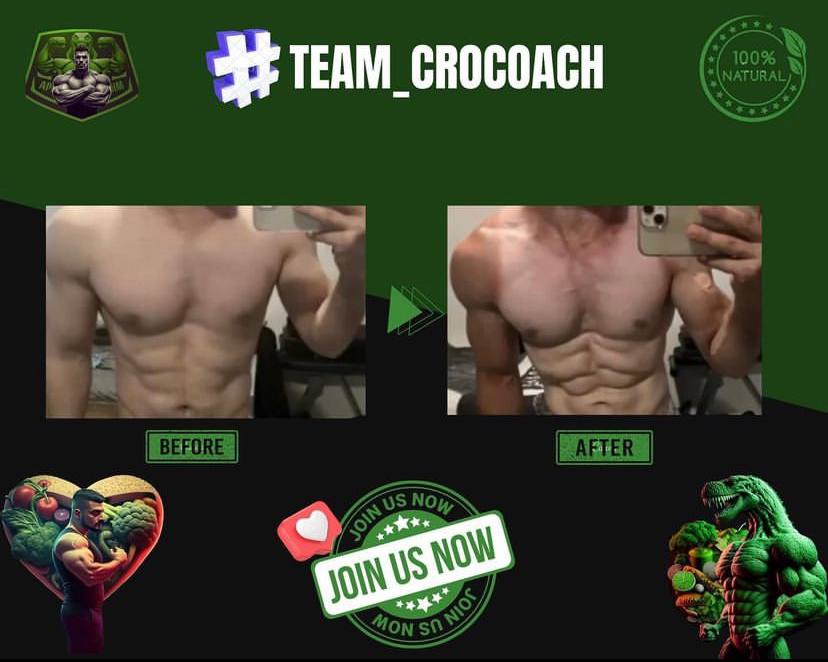 #TEAM_CROCOACH
100%
NATURAL
BEFORE
AFTER
JOIN US NOW
JOIN US NOW
JOIN US NOW